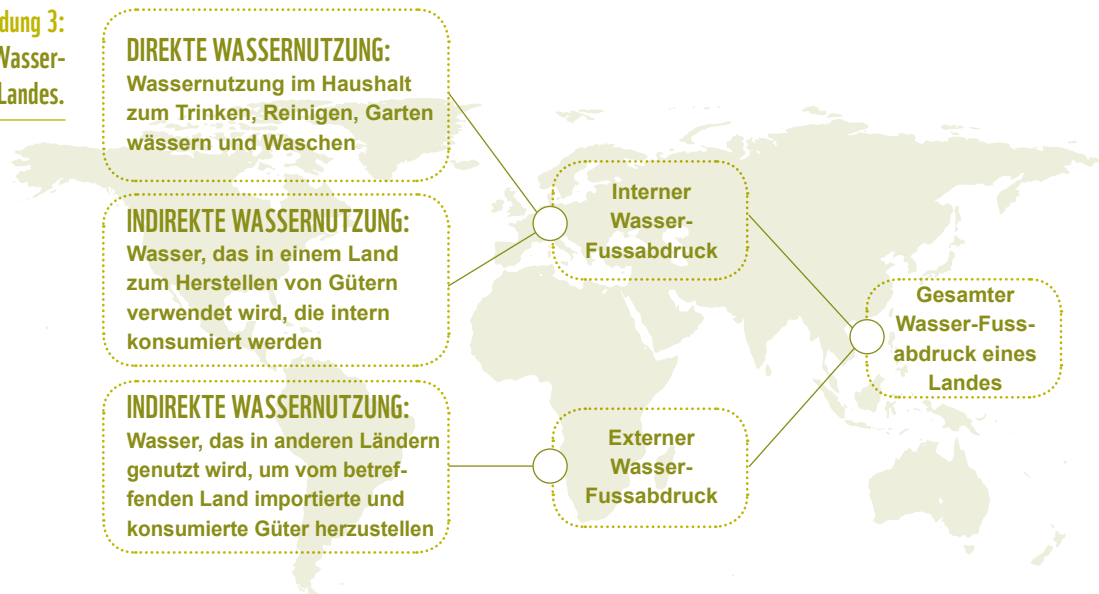 dung 3:
Wasser-
Landes.
DIREKTE WASSERNUTZUNG:
Wassernutzung im Haushalt
zum Trinken, Reinigen, Garten
wässern und Waschen
INDIREKTE WASSERNUTZUNG:
Wasser, das in einem Land
zum Herstellen von Gütern
verwendet wird, die intern
konsumiert werden
INDIREKTE WASSERNUTZUNG:
Wasser, das in anderen Ländern
genutzt wird, um vom betref-
fenden Land importierte und
konsumierte Güter herzustellen
Interner
Wasser-
Fussabdruck
Externer
Wasser-
Fussabdruck
Gesamter
Wasser-Fuss-
abdruck eines
Landes